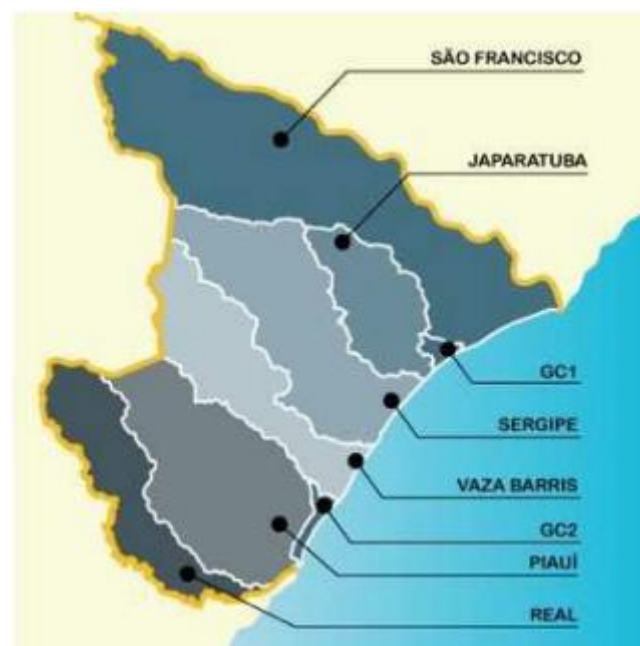 SÃO FRANCISCO
JAPARATUBA
GC1
SERGIPE
VAZA BARRIS
GC2
PIAUÍ
REAL